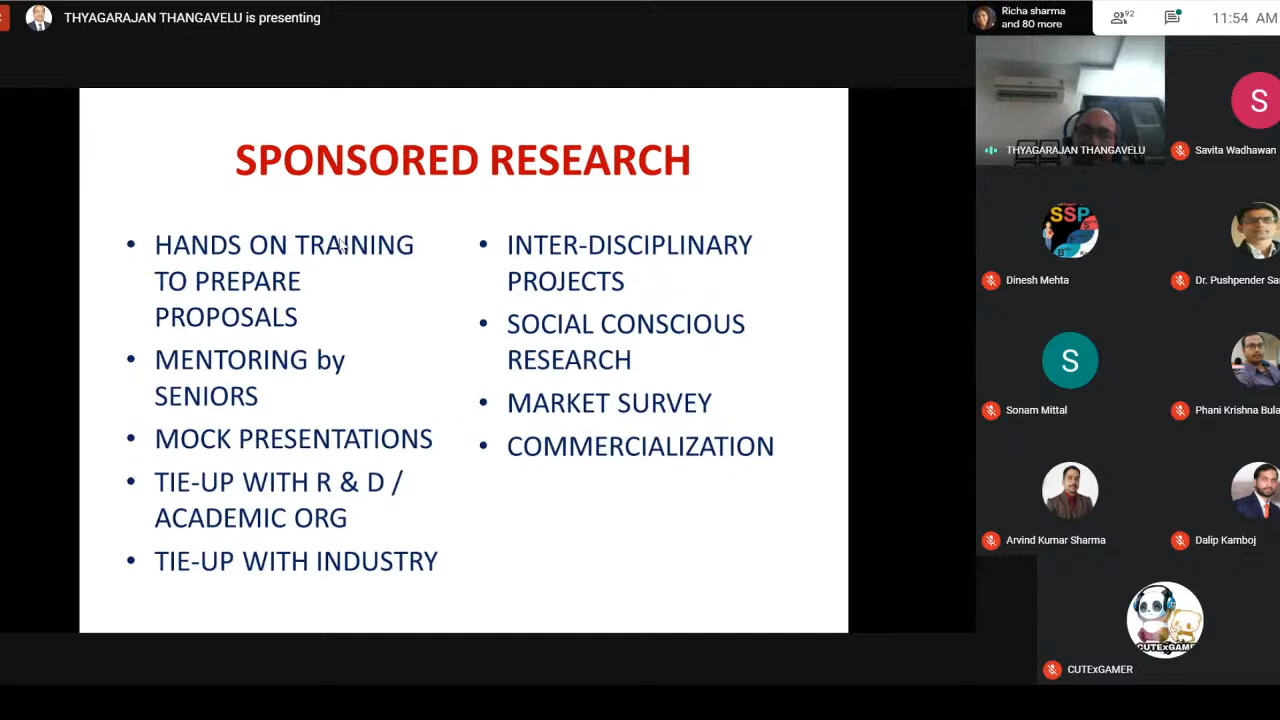 THYAGARAJAN THANGAVELU is presenting
Richa sharma
and 80 more
92
11:54 AM
SPONSORED RESEARCH
• HANDS ON TRAINING
TO PREPARE
PROPOSALS
• MENTORING by
SENIORS
• MOCK PRESENTATIONS
• TIE-UP WITH R & D /
ACADEMIC ORG
• TIE-UP WITH INDUSTRY
• INTER-DISCIPLINARY
PROJECTS
• SOCIAL CONSCIOUS
RESEARCH
• MARKET SURVEY
• COMMERCIALIZATION
THYAGARAJAN THANGAVELU
S
Savita Wadhawan
SSP
Dinesh Mehta
Dr. Pushpender Sar
S
Sonam Mittal
Phani Krishna Bula
Arvind Kumar Sharma
Dalip Kamboj
CUTExGAMER
CUTExGAMER